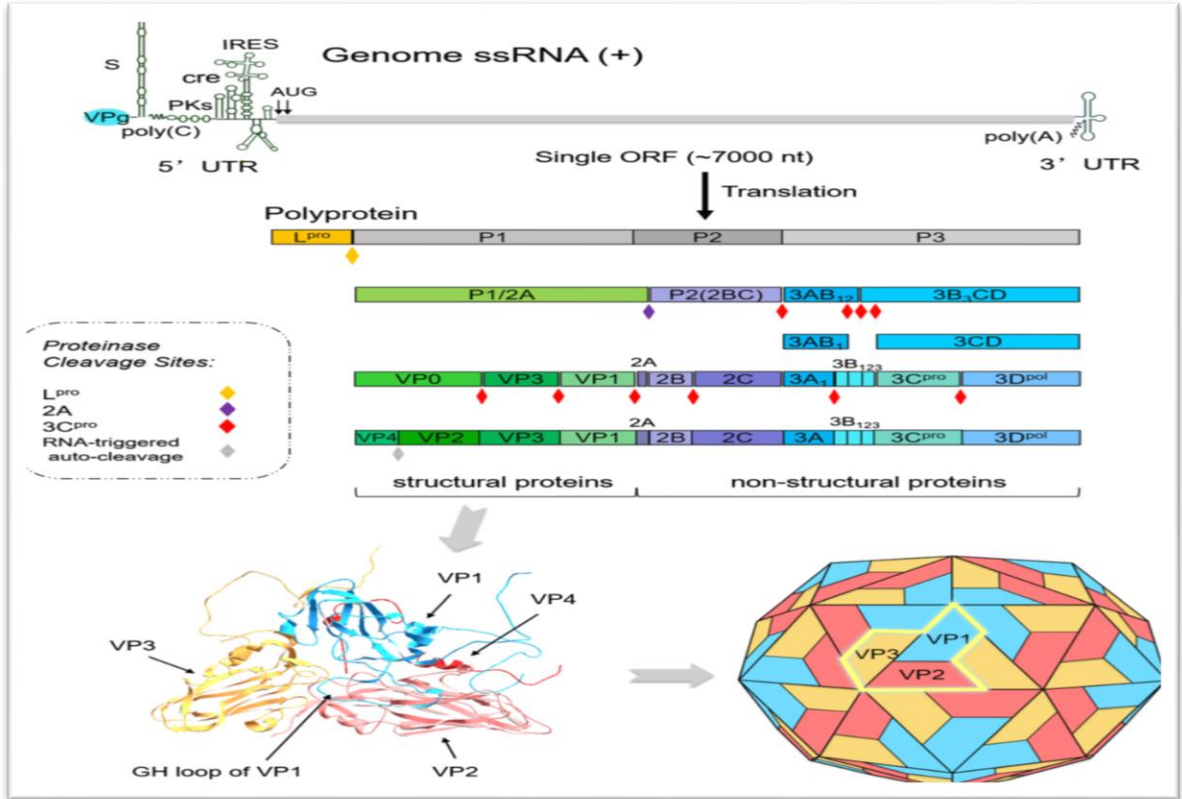 IRES
Genome ssRNA (+)
S
cre
AUG
PKs
VPg
poly(C)
poly(A)
5' UTR
Single ORF (~7000 nt)
3' UTR
Translation
Polyprotein
Lpro P1 P2 P3
P1/2A P2(2BC) 3AB12 3B3CD
3AB1 3CD
2A 3B123
VP0 VP3 VP1 2B 2C 3A1 3Cpro 3Dpol
2A 3B123
VP4 VP2 VP3 VP1 2B 2C 3A 3Cpro 3Dpol
structural proteins non-structural proteins
Proteinase
Cleavage Sites:
Lpro
2A
3Cpro
RNA-triggered
auto-cleavage
VP1
VP4
VP3
GH loop of VP1
VP2
VP1
VP3
VP2